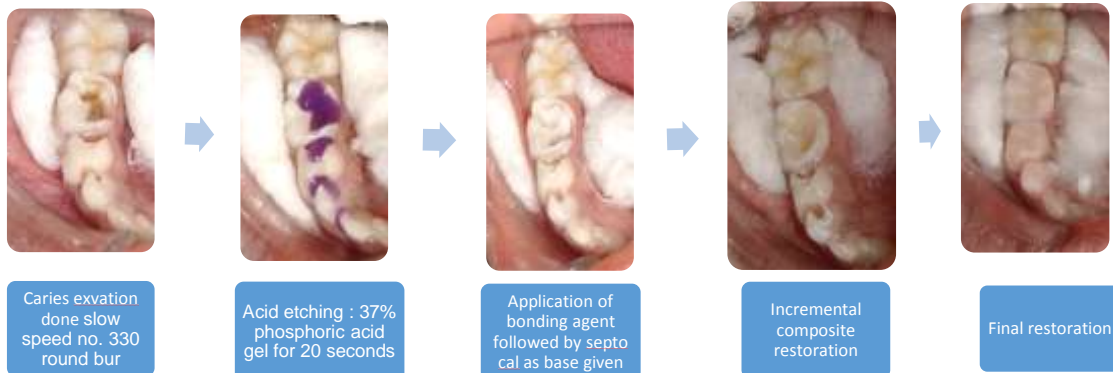 Caries exvation
done slow
speed no. 330
round bur
Acid etching : 37%
phosphoric acid
gel for 20 seconds
Application of
bonding agent
followed by septo
cal as base given
Incremental
composite
restoration
Final restoration